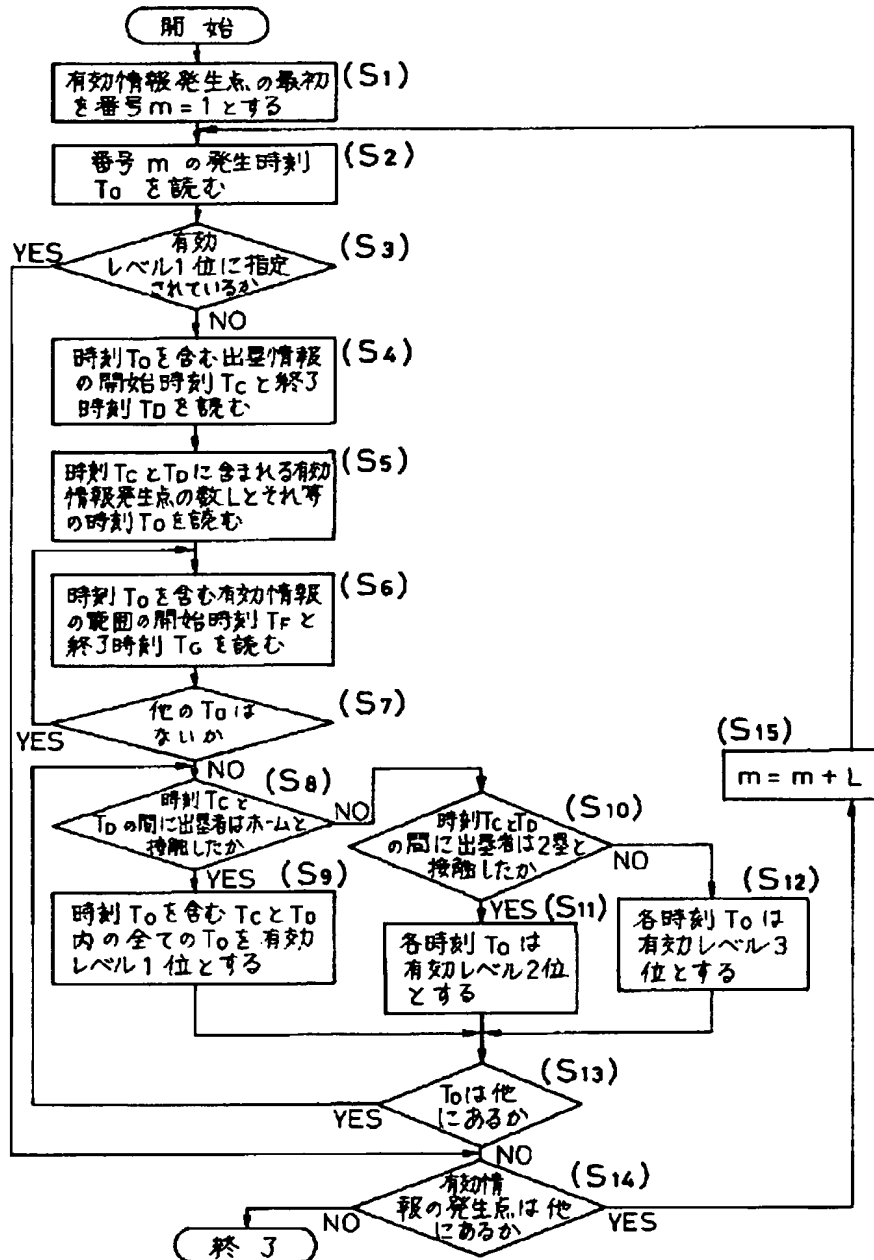 開始
有効情報発生点の最初
を番号m=1とする
(S1)
番号 m の発生時刻
To を読む
(S2)
有効
レベル1位に指定
されているか
(S3)
YES
NO
時刻Toを含む出塁情報
の開始時刻Tcと終了
時刻TDを読む
(S4)
時刻TcとTDに含まれる有効
情報発生点の数Lとそれ等
の時刻Toを読む
(S5)
時刻Toを含む有効情報
の範囲の開始時刻TFと
終了時刻TGを読む
(S6)
他のToは
ないか
(S7)
YES
NO
時刻Tcと
TDの間に出塁者はホームと
接触したか
(S8)
NO
YES
時刻Toを含むTcとTD
内の全てのToを有効
レベル1位とする
(S9)
時刻TcとTD
の間に出塁者は2塁と
接触したか
(S10)
NO
YES
各時刻Toは
有効レベル2位
とする
(S11)
各時刻Toは
有効レベル3
位とする
(S12)
Toは他
にあるか
(S13)
YES
NO
有効情
報の発生点は他
にあるか
(S14)
NO
YES
(S15)
m=m+L
終了